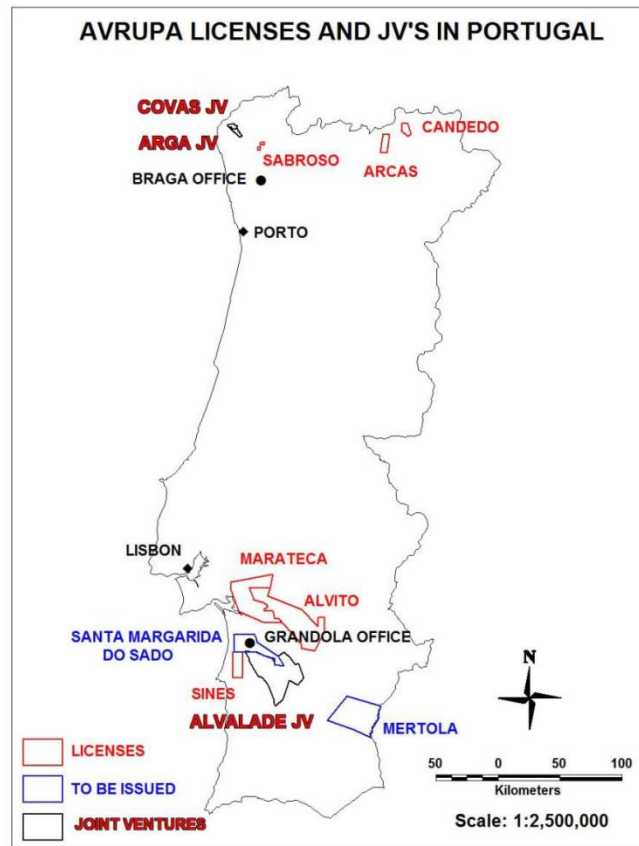 AVRUPA LICENSES AND JV'S IN PORTUGAL
COVAS JV
ARGA JV
CANDEDO
SABROSO
ARCAS
BRAGA OFFICE
PORTO
LISBON
MARATECA
ALVITO
SANTA MARGARIDA
DO SADO
GRANDOLA OFFICE
SINES
ALVALADE JV
MERTOLA
N
LICENSES
TO BE ISSUED
JOINT VENTURES
50 0 50 100
Kilometers
Scale: 1:2,500,000